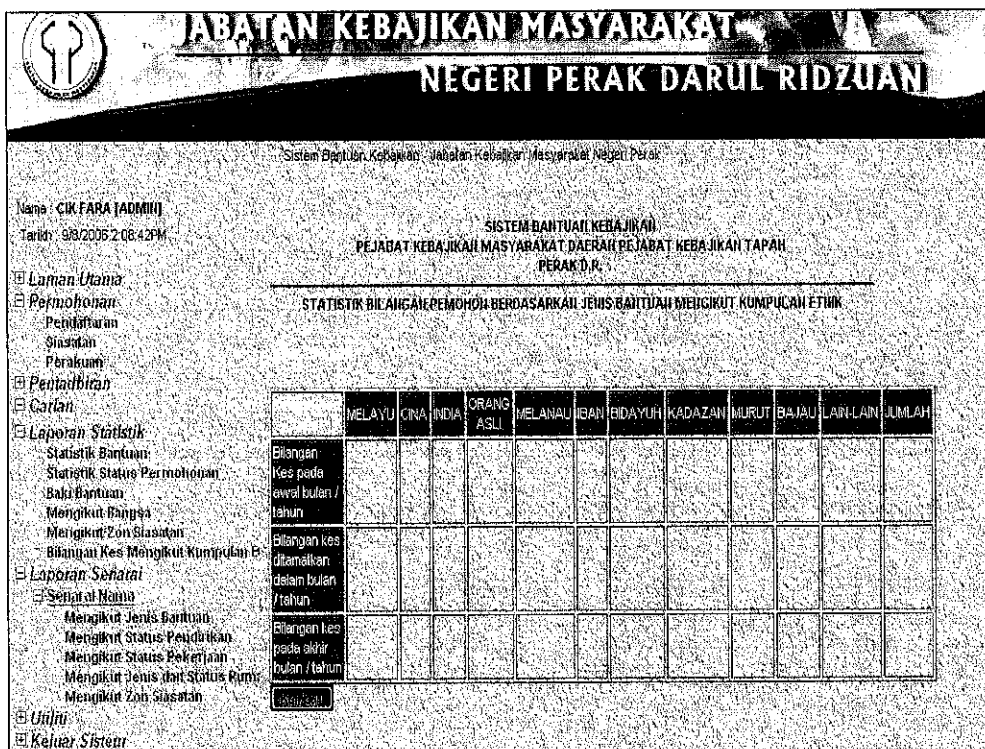 JABATAN KEBAJIKAN MASYARAKAT
NEGERI PERAK DARUL RIDZUAN
Sistem Bantuan Kebajikan - Jabatan Kebajikan Masyarakat Negeri Perak
Nama : CIK FARA [ADMIN]
Tarikh : 9/8/2006 2:08:42PM
Laman Utama
Permohonan
Pendaftaran
Siasatan
Perakuan
Pentadbiran
Carian
Laporan Statistik
Statistik Bantuan
Statistik Status Permohonan
Baki Bantuan
Mengikut Bangsa
Mengikut Zon Siasatan
Bilangan Kes Mengikut Kumpulan E
Laporan Senarai
Senarai Nama
Mengikut Jenis Bantuan
Mengikut Status Pendidikan
Mengikut Status Pekerjaan
Mengikut Jenis dan Status Ruma
Mengikut Zon Siasatan
Utiliti
Keluar Sistem
SISTEM BANTUAN KEBAJIKAN
PEJABAT KEBAJIKAN MASYARAKAT DAERAH PEJABAT KEBAJIKAN TAPAH
PERAK D.R.
STATISTIK BILANGAN PEMOHON BERDASARKAN JENIS BANTUAN MENGIKUT KUMPULAN ETNIK
MELAYU CINA INDIA ORANG ASLI MELANAU IBAN BIDAYUH KADAZAN MURUT BAJAU LAIN-LAIN JUMLAH
Bilangan
Kes pada
awal bulan /
tahun
Bilangan kes
ditamatkan
dalam bulan
/ tahun
Bilangan kes
pada akhir
bulan / tahun